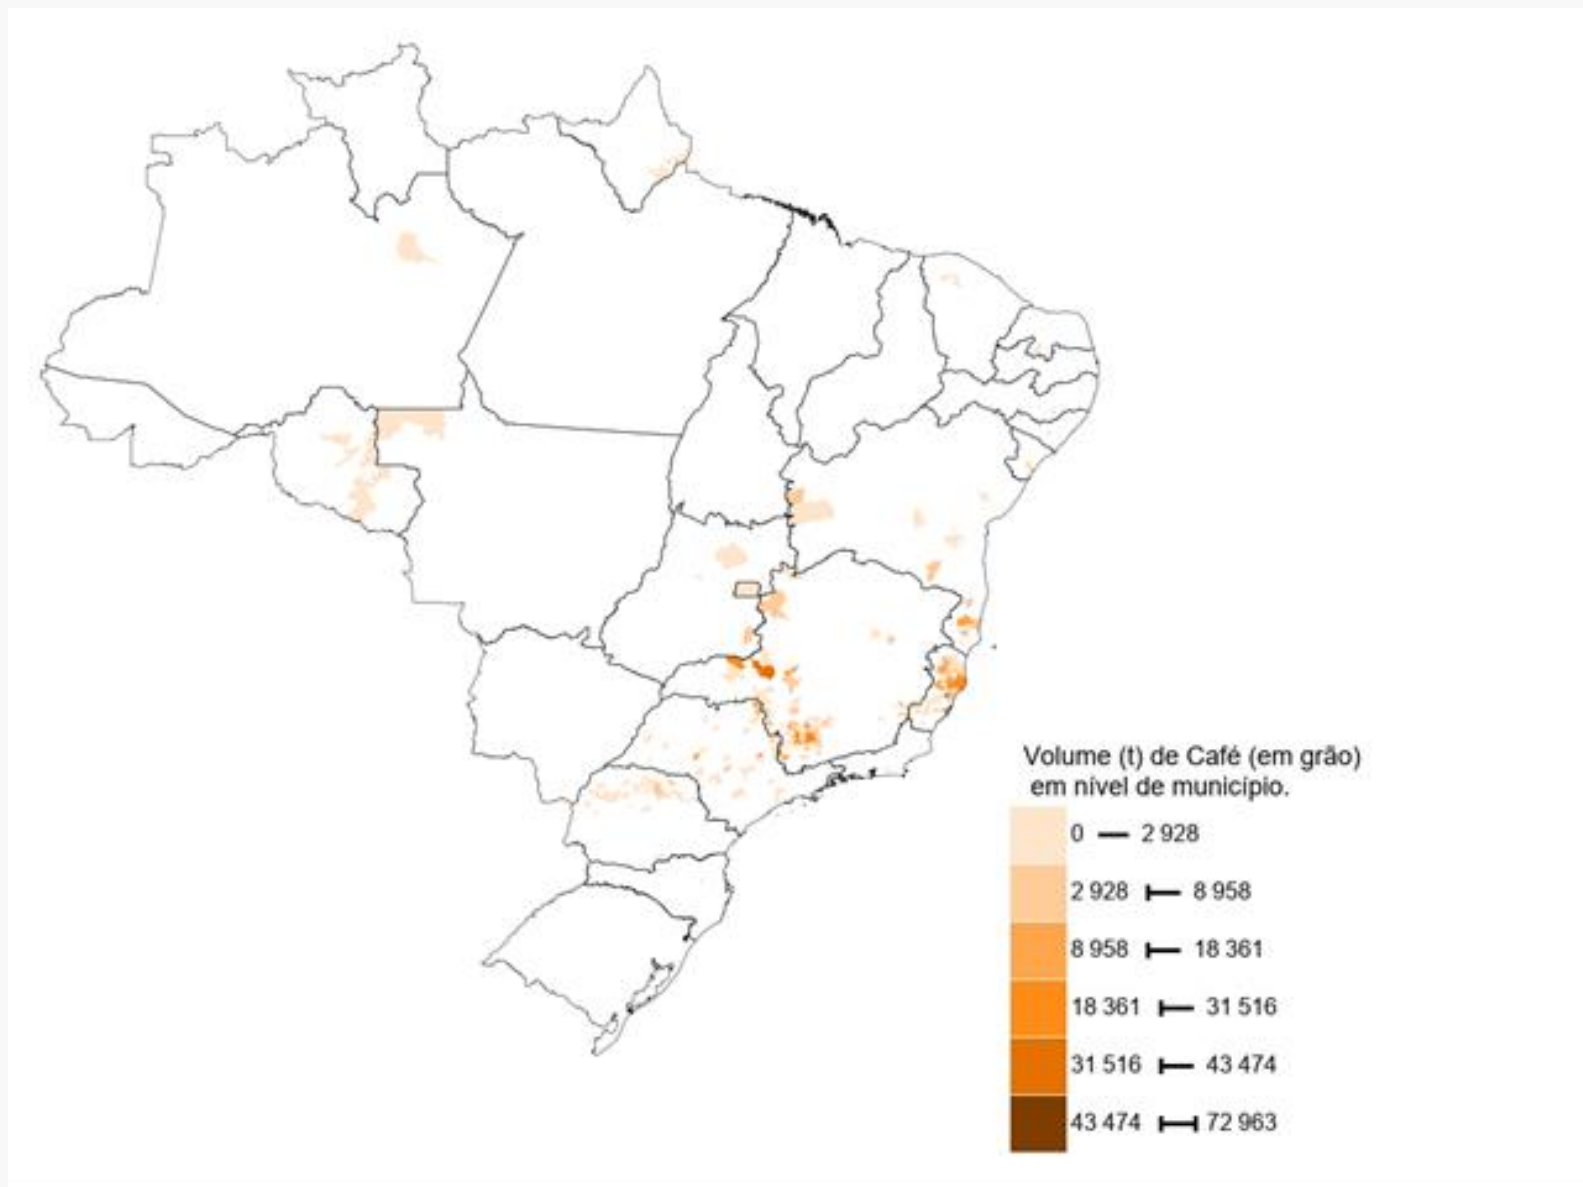 Volume (t) de Café (em grão)
em nível de município.
0 — 2 928
2 928 ⊢ 8 958
8 958 ⊢ 18 361
18 361 ⊢ 31 516
31 516 ⊢ 43 474
43 474 ⊢⊣ 72 963